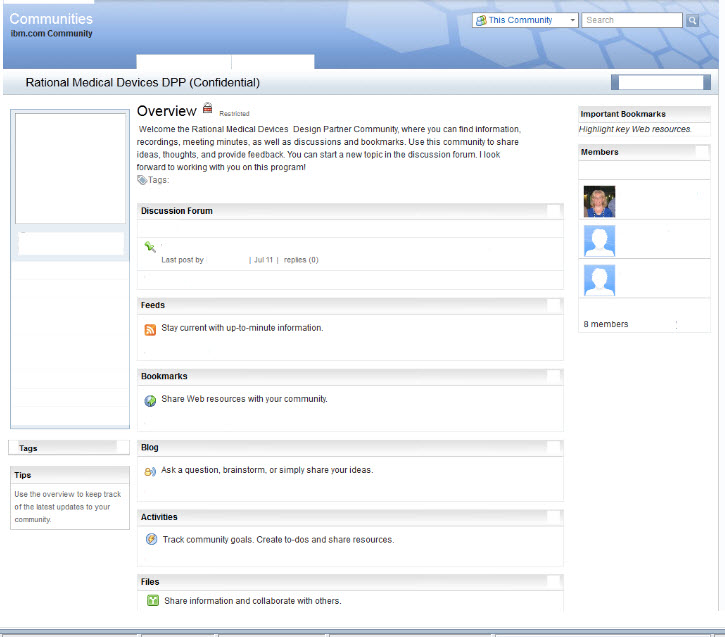 Communities
ibm.com Community
This Community
Search
Rational Medical Devices DPP (Confidential)
Overview
Restricted
Welcome the Rational Medical Devices Design Partner Community, where you can find information,
recordings, meeting minutes, as well as discussions and bookmarks. Use this community to share
ideas, thoughts, and provide feedback. You can start a new topic in the discussion forum. I look
forward to working with you on this program!
Tags:
Discussion Forum
Last post by | Jul 11 | replies (0)
Feeds
Stay current with up-to-minute information.
Bookmarks
Share Web resources with your community.
Blog
Ask a question, brainstorm, or simply share your ideas.
Activities
Track community goals. Create to-dos and share resources.
Files
Share information and collaborate with others.
Tags
Tips
Use the overview to keep track
of the latest updates to your
community.
Important Bookmarks
Highlight key Web resources.
Members
8 members